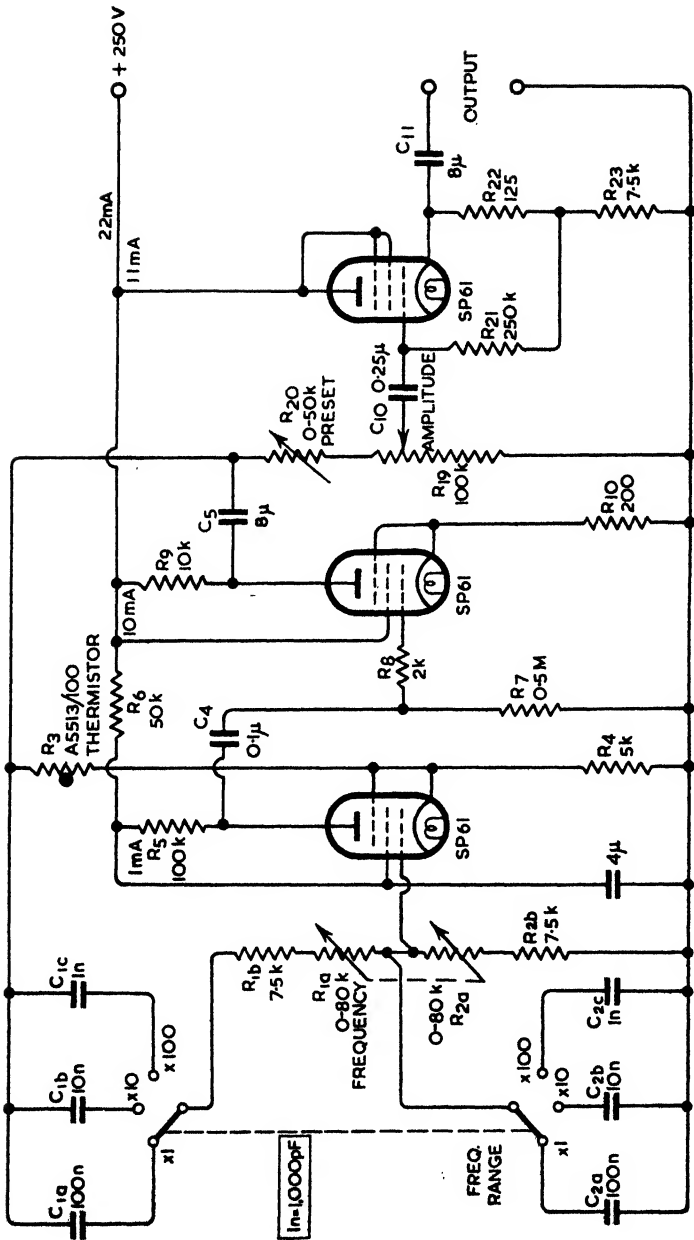 C1a
100n
C1b
10n
C1c
1n
x1
x10
x100
1n=1,000pF
FREQ.
RANGE
x1
x10
x100
C2a
100n
C2b
10n
C2c
1n
R1b
7·5k
R1a
0-80k
FREQUENCY
0-80k
R2a
R2b
7·5k
4μ
R3
A5513/100
THERMISTOR
R6
50k
1mA
R5
100k
C4
0·1μ
SP61
R4
5k
R8
2k
R7
0·5M
10mA
R9
10k
C5
8μ
SP61
R10
200
R20
0-50k
PRESET
C10
0·25μ
AMPLITUDE
R19
100k
R21
250k
22mA
11mA
+250V
SP61
C11
8μ
R22
125
R23
7·5k
OUTPUT